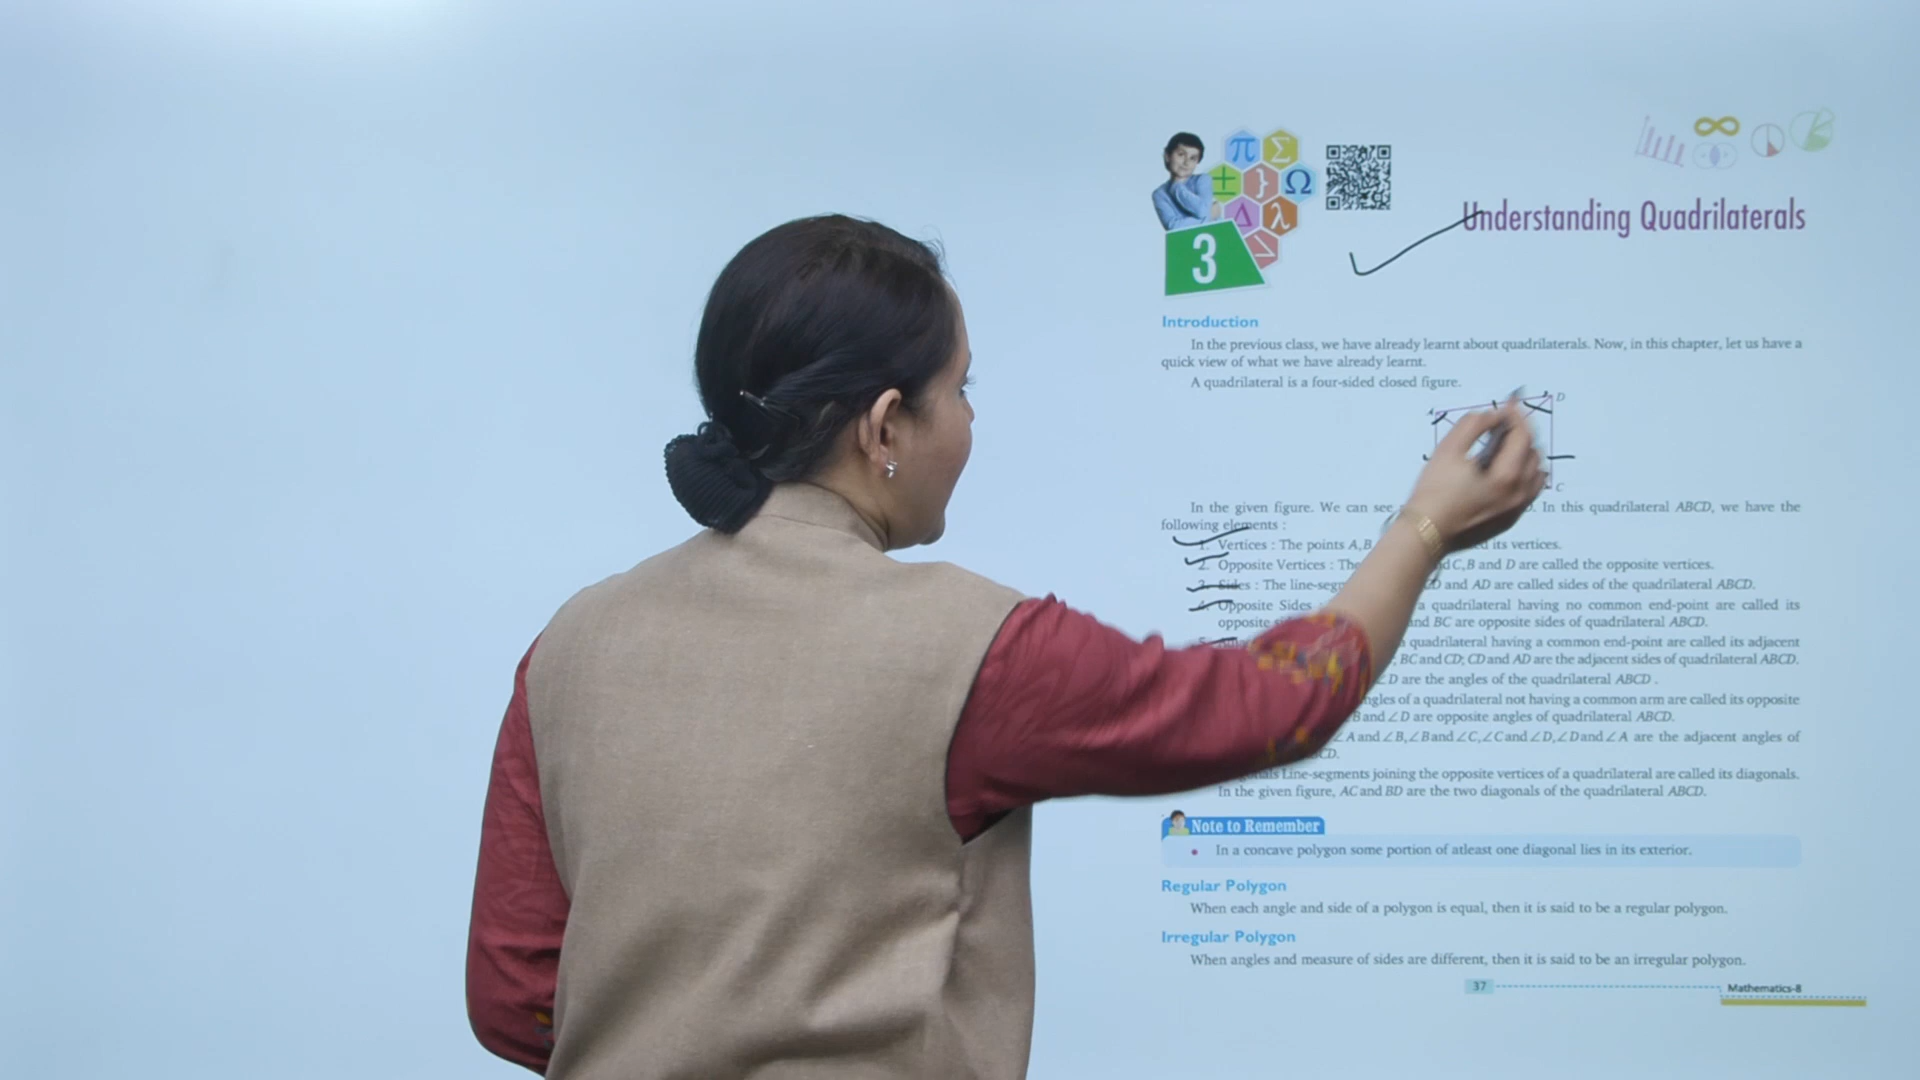 π Σ
± } Ω
Δ λ
3
Understanding Quadrilaterals
Introduction
In the previous class, we have already learnt about quadrilaterals. Now, in this chapter, let us have a
quick view of what we have already learnt.
A quadrilateral is a four-sided closed figure.
A D
C
In the given figure. We can see . In this quadrilateral ABCD, we have the
following elements :
1. Vertices : The points A,B its vertices.
2. Opposite Vertices : The C,B and D are called the opposite vertices.
3. Sides : The line-seg and AD are called sides of the quadrilateral ABCD.
4. Opposite Sides a quadrilateral having no common end-point are called its
opposite and BC are opposite sides of quadrilateral ABCD.
5. quadrilateral having a common end-point are called its adjacent
BC and CD; CD and AD are the adjacent sides of quadrilateral ABCD.
∠D are the angles of the quadrilateral ABCD .
ngles of a quadrilateral not having a common arm are called its opposite
B and ∠D are opposite angles of quadrilateral ABCD.
∠A and ∠B,∠B and ∠C,∠C and ∠D,∠D and ∠A are the adjacent angles of
CD.
Line-segments joining the opposite vertices of a quadrilateral are called its diagonals.
In the given figure, AC and BD are the two diagonals of the quadrilateral ABCD.
Note to Remember
• In a concave polygon some portion of atleast one diagonal lies in its exterior.
Regular Polygon
When each angle and side of a polygon is equal, then it is said to be a regular polygon.
Irregular Polygon
When angles and measure of sides are different, then it is said to be an irregular polygon.
37 Mathematics-8